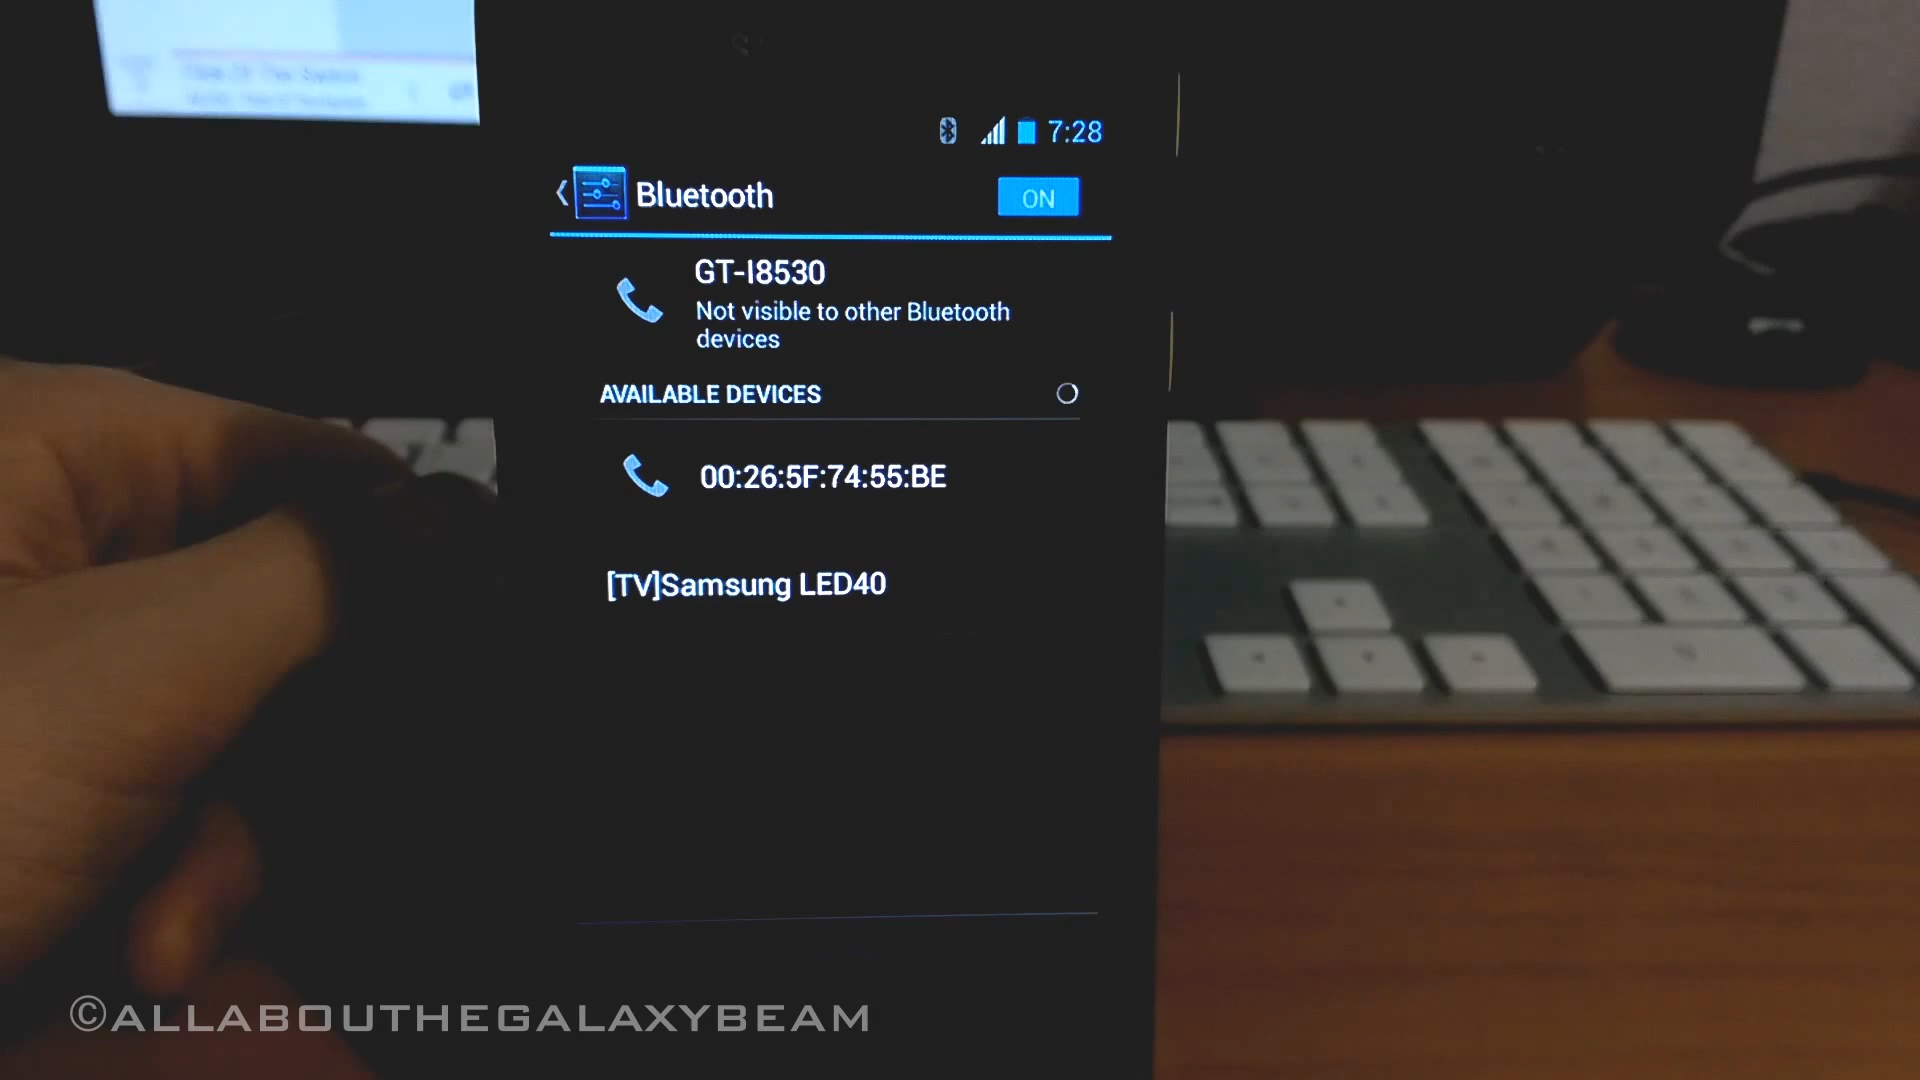 7:28
Bluetooth
ON
GT-I8530
Not visible to other Bluetooth
devices
AVAILABLE DEVICES
00:26:5F:74:55:BE
[TV]Samsung LED40
©ALLABOUTHEGALAXYBEAM